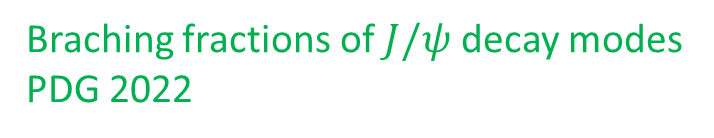 Braching fractions of J/ψ decay modes
PDG 2022